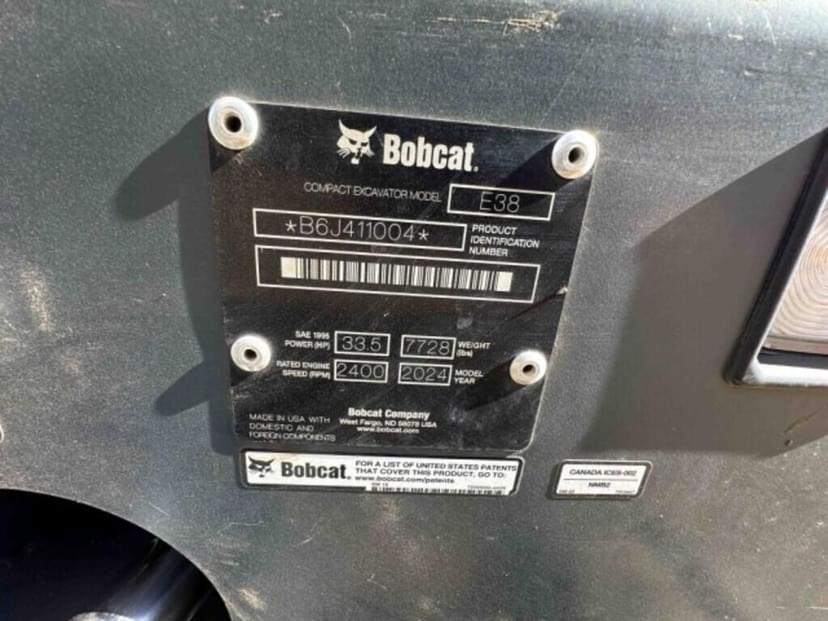 Bobcat.
COMPACT EXCAVATOR MODEL E38
*B6J411004* PRODUCT IDENTIFICATION NUMBER
SAE 1995 POWER (HP) 33.5 7728 WEIGHT (lbs)
RATED ENGINE SPEED (RPM) 2400 2024 MODEL YEAR
MADE IN USA WITH
DOMESTIC AND
FOREIGN COMPONENTS
Bobcat Company
West Fargo, ND 58078 USA
www.bobcat.com
Bobcat.
FOR A LIST OF UNITED STATES PATENTS
THAT COVER THIS PRODUCT, GO TO:
www.bobcat.com/patents
CANADA ICES-002
NMB2